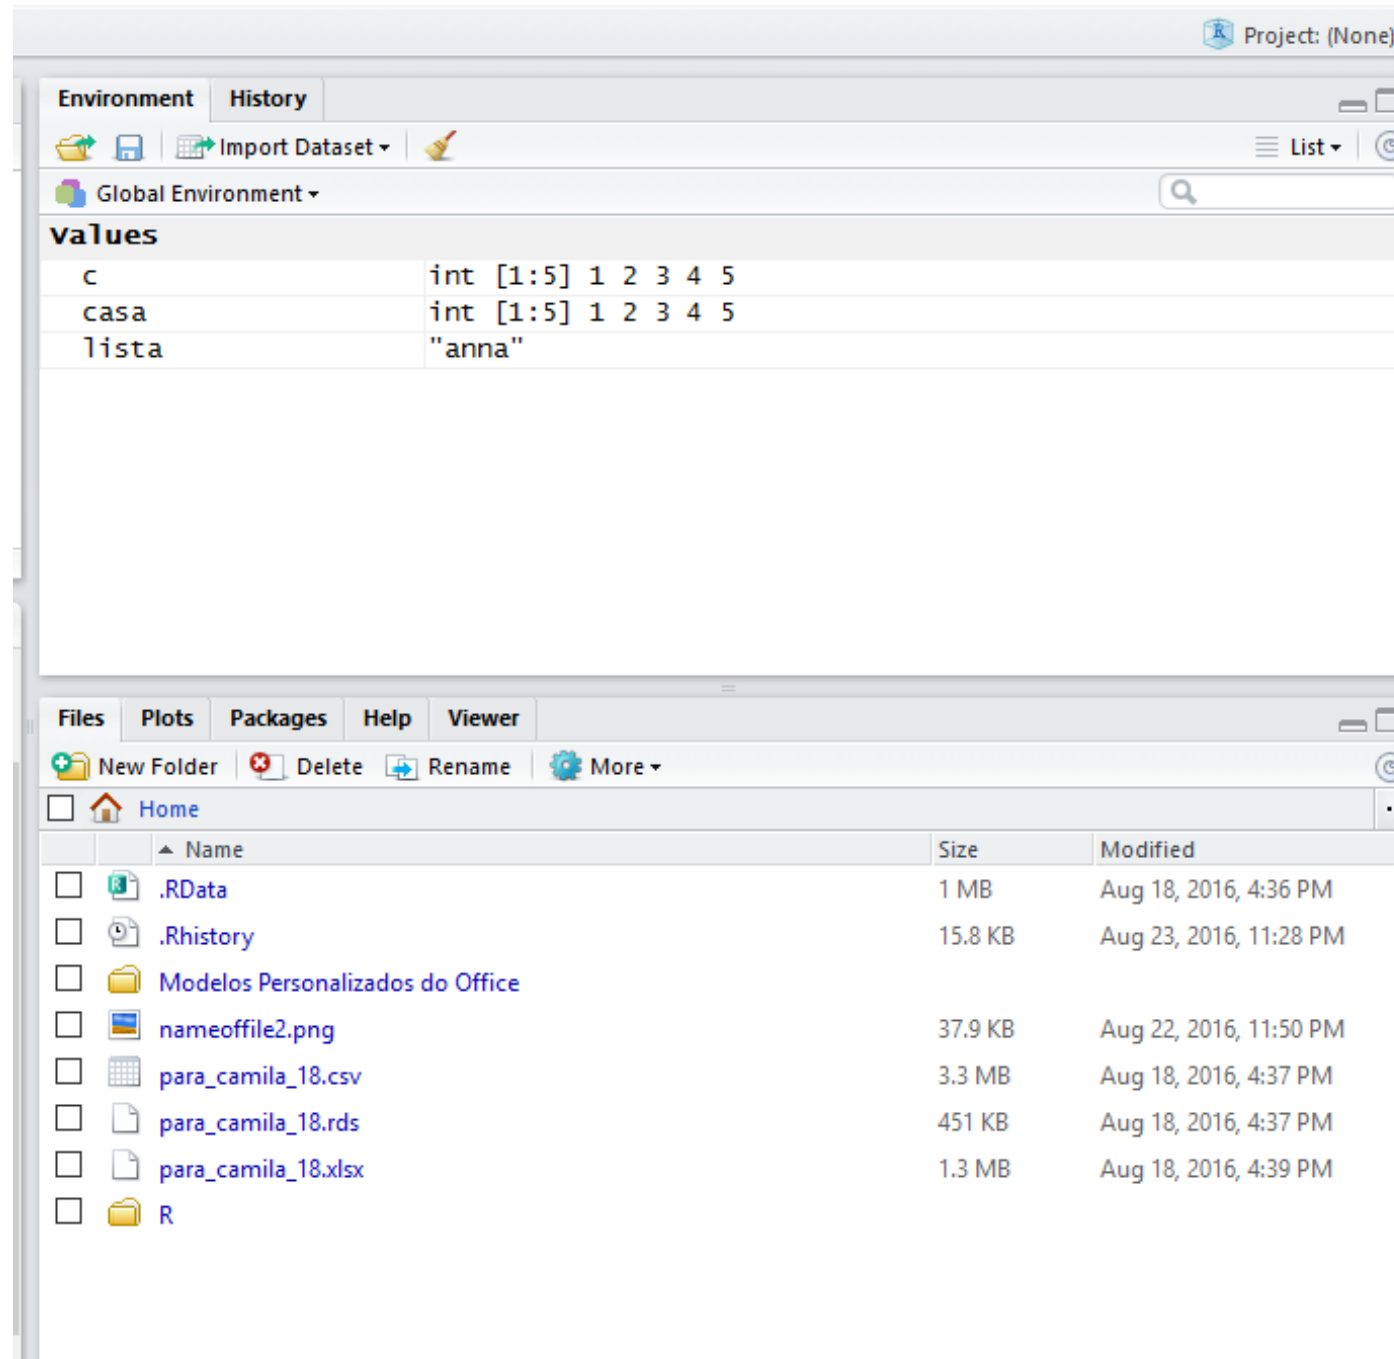 Project: (None)
Environment History
Import Dataset List
Global Environment
Values
c int [1:5] 1 2 3 4 5
casa int [1:5] 1 2 3 4 5
lista "anna"
Files Plots Packages Help Viewer
New Folder Delete Rename More
Home
Name Size Modified
.RData 1 MB Aug 18, 2016, 4:36 PM
.Rhistory 15.8 KB Aug 23, 2016, 11:28 PM
Modelos Personalizados do Office
nameoffile2.png 37.9 KB Aug 22, 2016, 11:50 PM
para_camila_18.csv 3.3 MB Aug 18, 2016, 4:37 PM
para_camila_18.rds 451 KB Aug 18, 2016, 4:37 PM
para_camila_18.xlsx 1.3 MB Aug 18, 2016, 4:39 PM
R